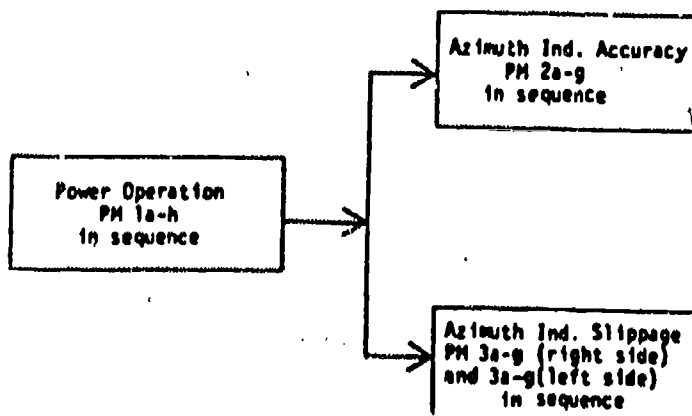 Azimuth Ind. Accuracy
PM 2a-g
in sequence
Power Operation
PM 1a-h
in sequence
Azimuth Ind. Slippage
PM 3a-g (right side)
and 3a-g(left side)
in sequence